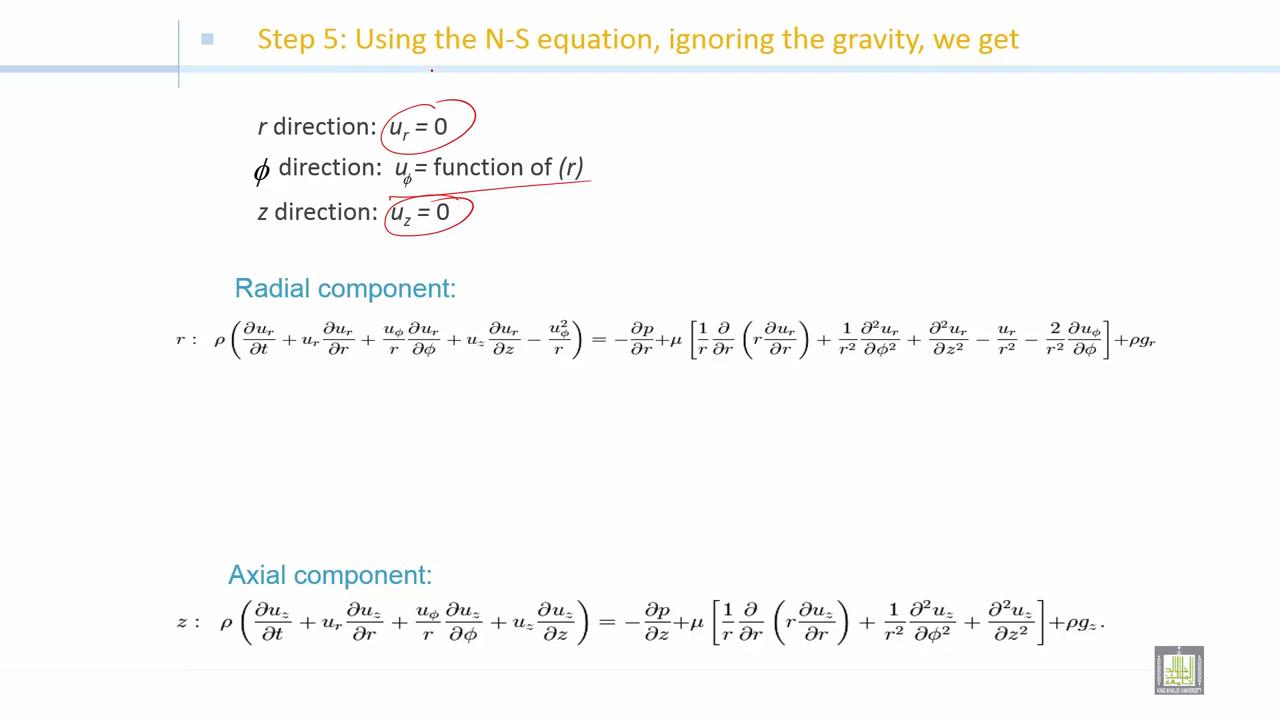 Step 5: Using the N-S equation, ignoring the gravity, we get
r direction: u_r = 0
ϕ direction: u_ϕ = function of (r)
z direction: u_z = 0
Radial component:
r : ρ(∂u_r/∂t + u_r ∂u_r/∂r + u_ϕ/r ∂u_r/∂ϕ + u_z ∂u_r/∂z − u_ϕ²/r) = −∂p/∂r + μ[1/r ∂/∂r (r ∂u_r/∂r) + 1/r² ∂²u_r/∂ϕ² + ∂²u_r/∂z² − u_r/r² − 2/r² ∂u_ϕ/∂ϕ] + ρg_r
Axial component:
z : ρ(∂u_z/∂t + u_r ∂u_z/∂r + u_ϕ/r ∂u_z/∂ϕ + u_z ∂u_z/∂z) = −∂p/∂z + μ[1/r ∂/∂r (r ∂u_z/∂r) + 1/r² ∂²u_z/∂ϕ² + ∂²u_z/∂z²] + ρg_z.
KING KHALID UNIVERSITY